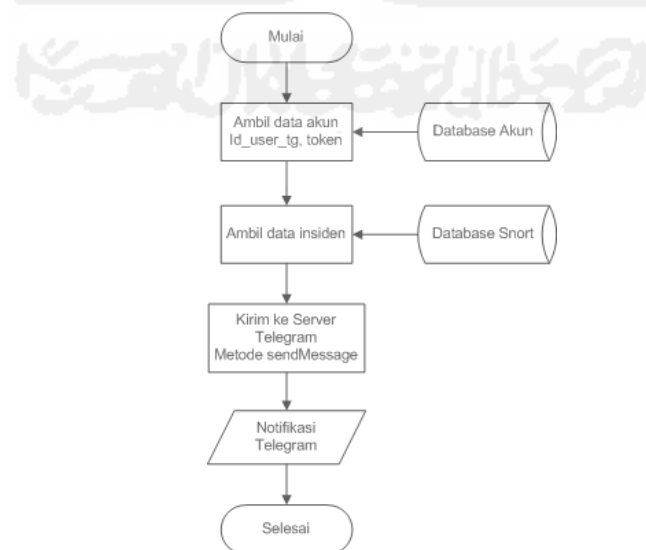 Mulai
Ambil data akun
Id_user_tg, token
Database Akun
Ambil data insiden
Database Snort
Kirim ke Server
Telegram
Metode sendMessage
Notifikasi
Telegram
Selesai